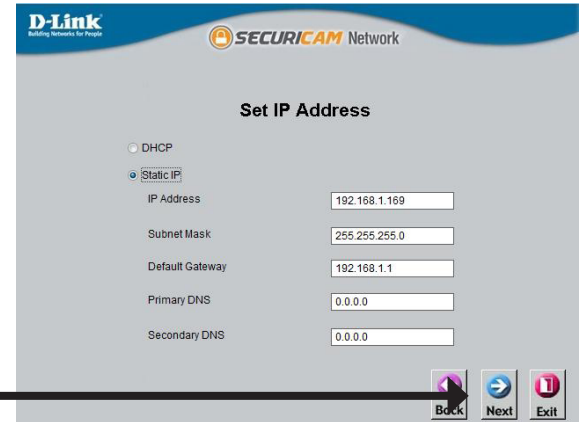 D-Link
Building Networks for People
SECURICAM Network
Set IP Address
DHCP
Static IP
IP Address 192.168.1.169
Subnet Mask 255.255.255.0
Default Gateway 192.168.1.1
Primary DNS 0.0.0.0
Secondary DNS 0.0.0.0
Back Next Exit